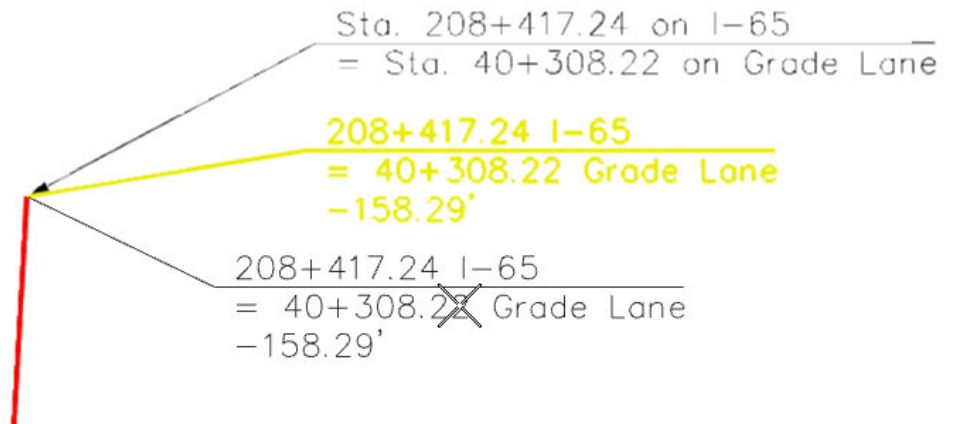 Sta. 208+417.24 on I-65
= Sta. 40+308.22 on Grade Lane
208+417.24 I-65
= 40+308.22 Grade Lane
-158.29'
208+417.24 I-65
= 40+308.22 Grade Lane
-158.29'